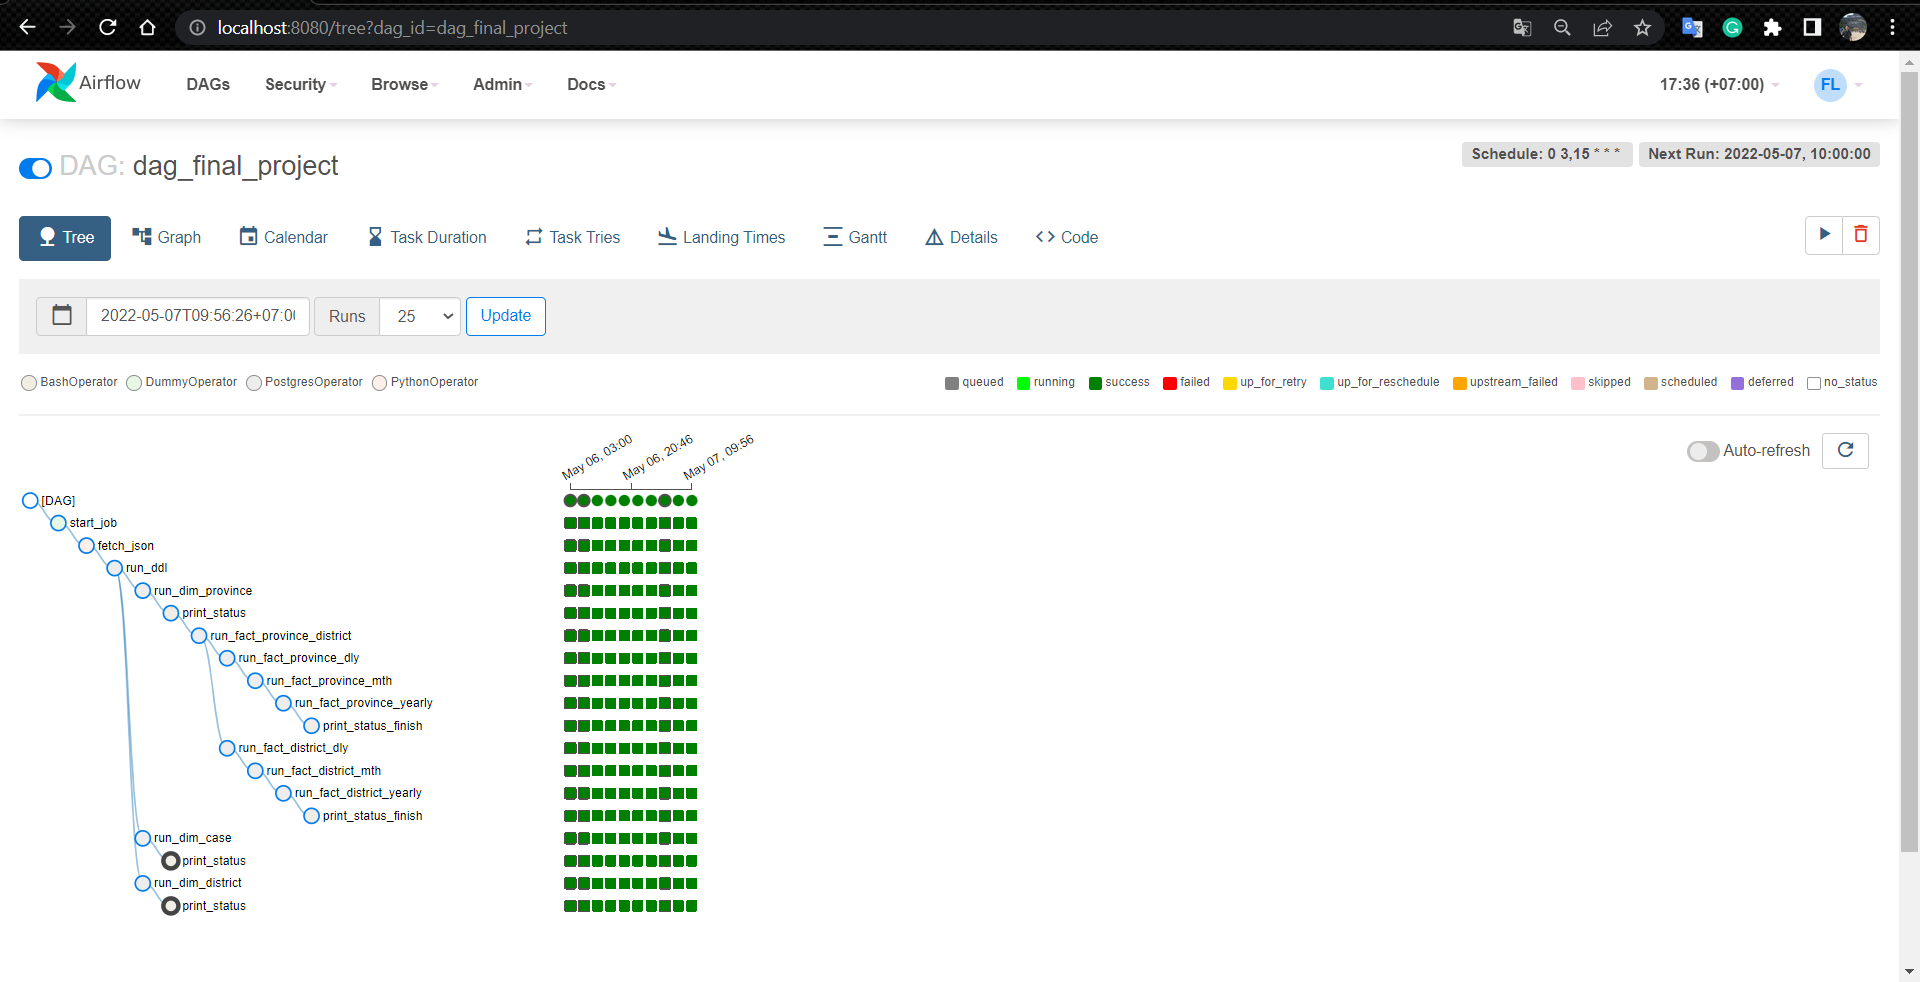 localhost:8080/tree?dag_id=dag_final_project
Airflow DAGs Security Browse Admin Docs 17:36 (+07:00) FL
DAG: dag_final_project
Schedule: 0 3,15 * * * Next Run: 2022-05-07, 10:00:00
Tree Graph Calendar Task Duration Task Tries Landing Times Gantt Details Code
2022-05-07T09:56:26+07:00 Runs 25 Update
BashOperator DummyOperator PostgresOperator PythonOperator queued running success failed up_for_retry up_for_reschedule upstream_failed skipped scheduled deferred no_status
May 06, 03:00 May 06, 20:46 May 07, 09:56
Auto-refresh
[DAG]
start_job
fetch_json
run_ddl
run_dim_province
print_status
run_fact_province_district
run_fact_province_dly
run_fact_province_mth
run_fact_province_yearly
print_status_finish
run_fact_district_dly
run_fact_district_mth
run_fact_district_yearly
print_status_finish
run_dim_case
print_status
run_dim_district
print_status